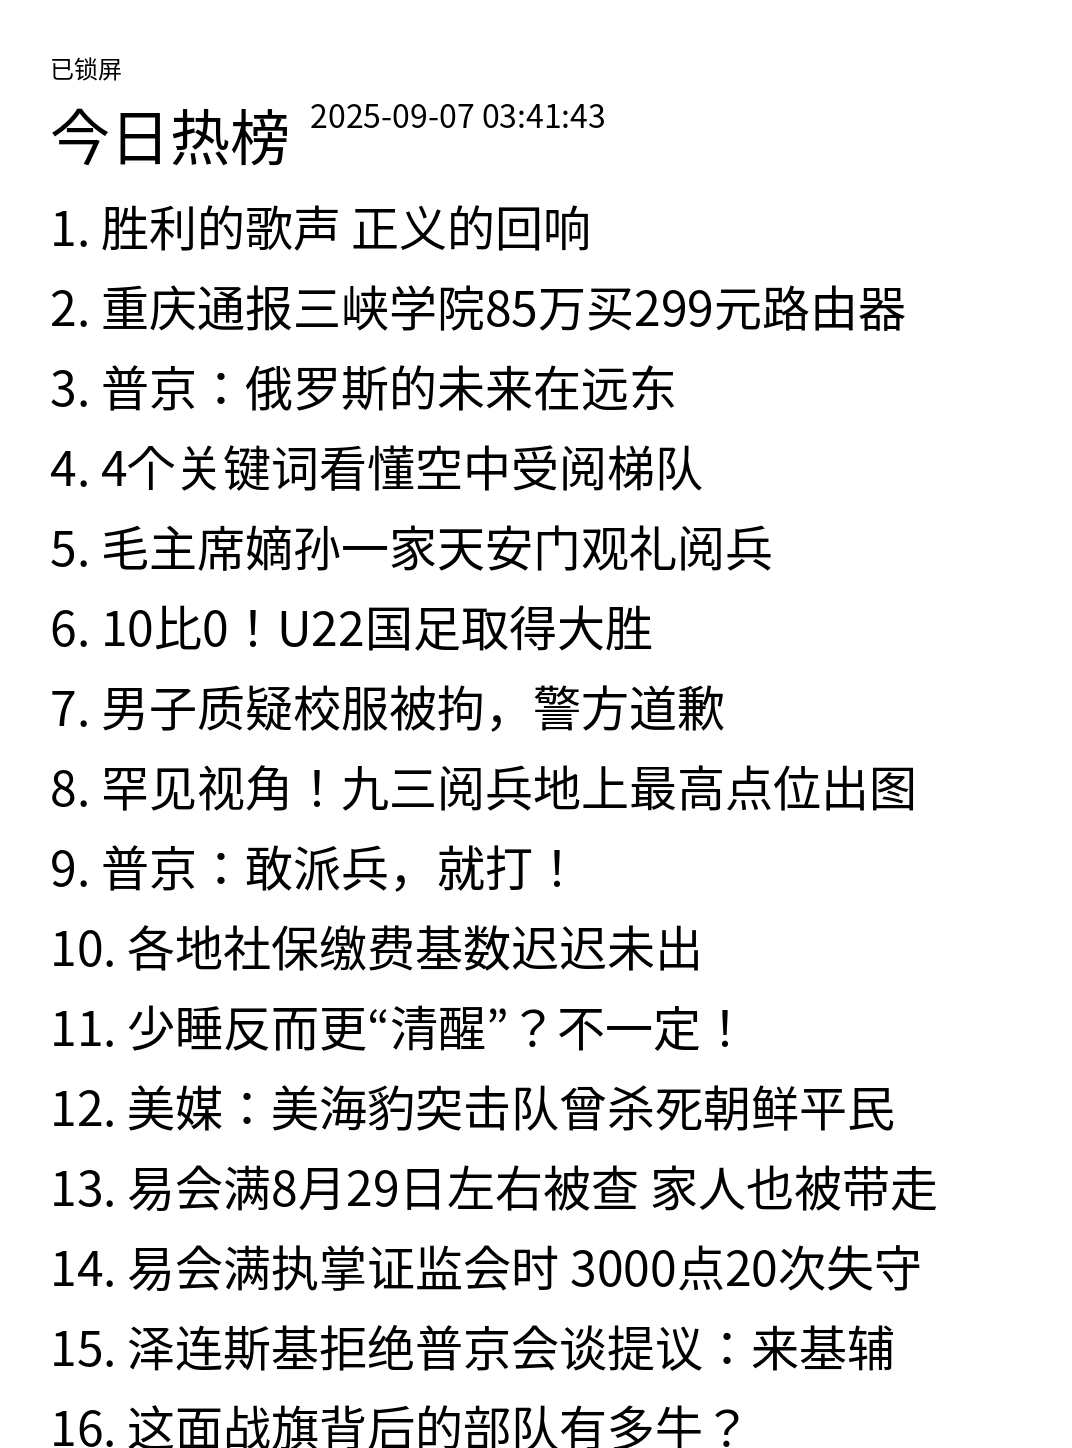 已锁屏
今日热榜 2025-09-07 03:41:43
1. 胜利的歌声 正义的回响
2. 重庆通报三峡学院85万买299元路由器
3. 普京：俄罗斯的未来在远东
4. 4个关键词看懂空中受阅梯队
5. 毛主席嫡孙一家天安门观礼阅兵
6. 10比0！U22国足取得大胜
7. 男子质疑校服被拘，警方道歉
8. 罕见视角！九三阅兵地上最高点位出图
9. 普京：敢派兵，就打！
10. 各地社保缴费基数迟迟未出
11. 少睡反而更“清醒”？不一定！
12. 美媒：美海豹突击队曾杀死朝鲜平民
13. 易会满8月29日左右被查 家人也被带走
14. 易会满执掌证监会时 3000点20次失守
15. 泽连斯基拒绝普京会谈提议：来基辅
16. 这面战旗背后的部队有多牛？